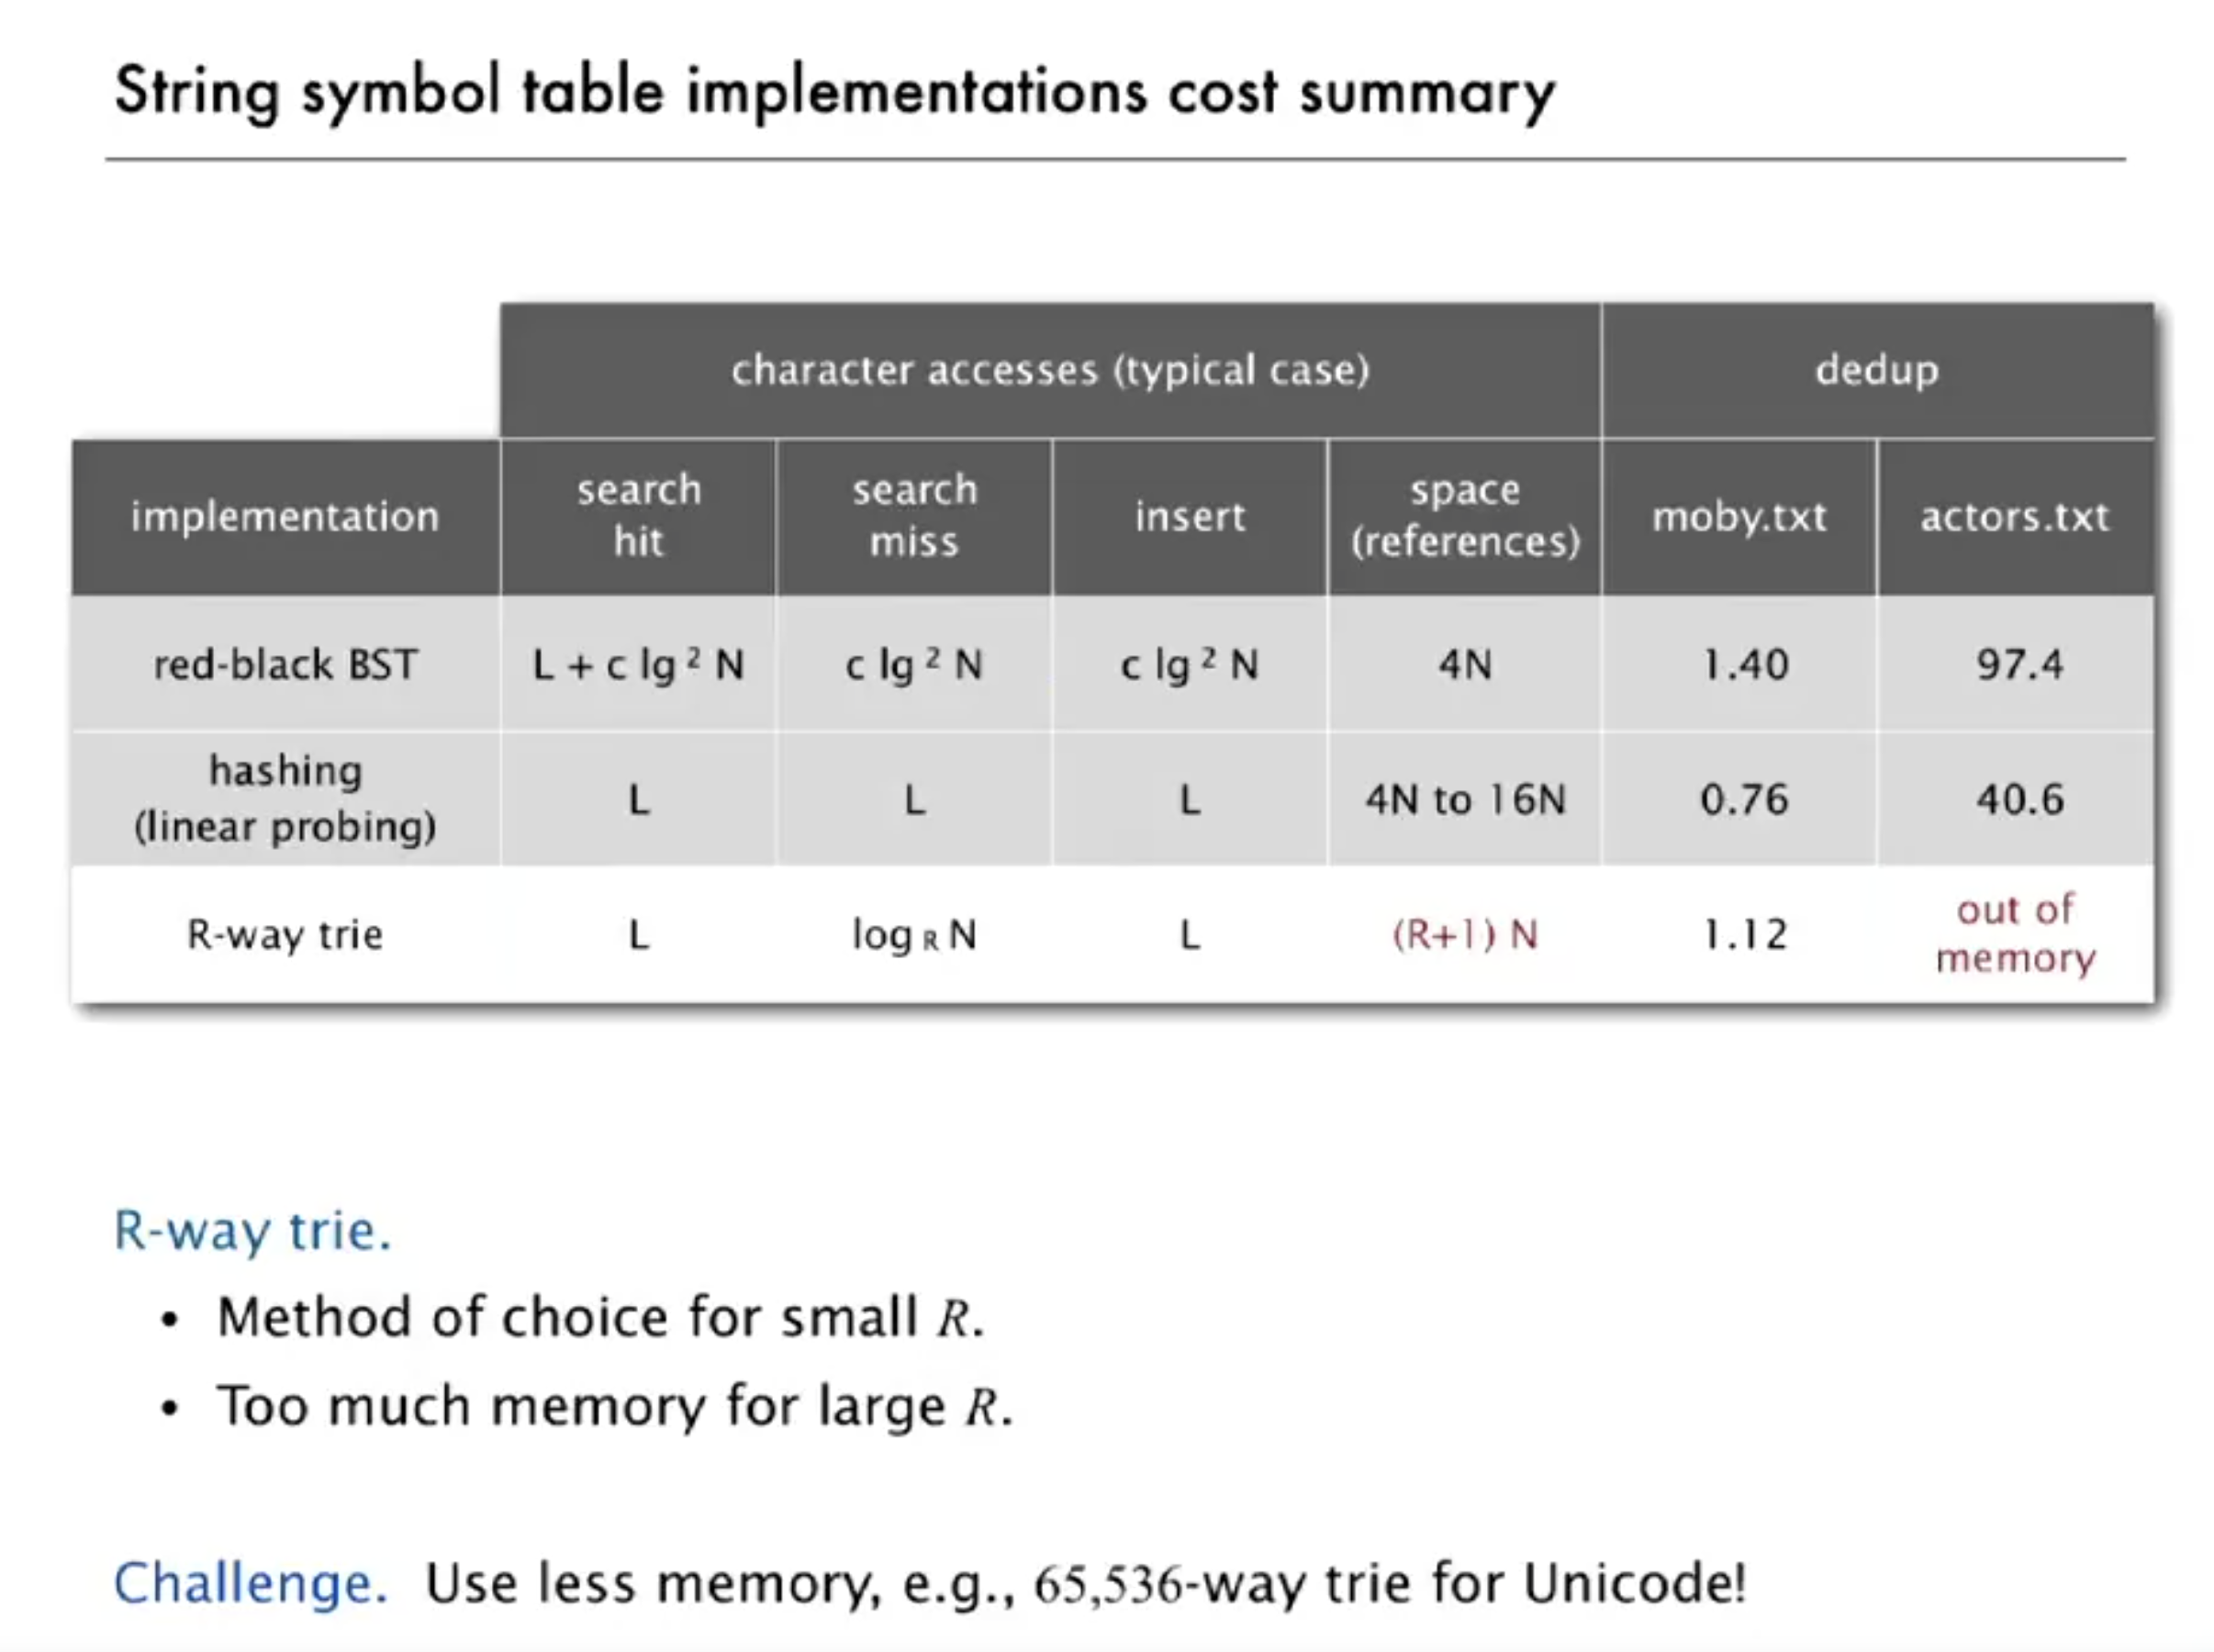 String symbol table implementations cost summary
character accesses (typical case)
dedup
implementation
search
hit
search
miss
insert
space
(references)
moby.txt
actors.txt
red-black BST
L + c lg ² N
c lg ² N
c lg ² N
4N
1.40
97.4
hashing
(linear probing)
L
L
L
4N to 16N
0.76
40.6
R-way trie
L
log R N
L
(R+1) N
1.12
out of
memory
R-way trie.
• Method of choice for small R.
• Too much memory for large R.
Challenge. Use less memory, e.g., 65,536-way trie for Unicode!